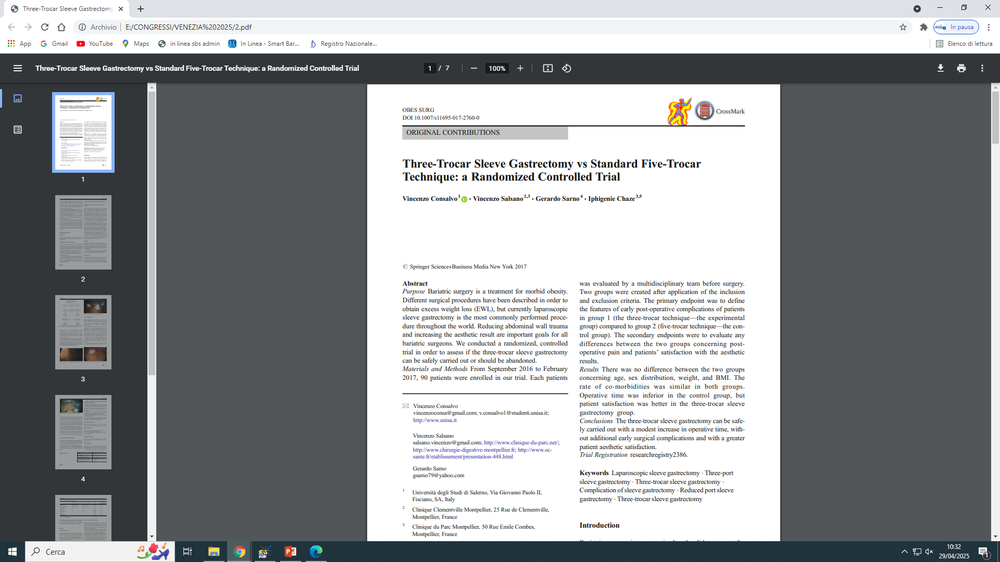 Three-Trocar Sleeve Gastrectomy
Archivio
E:/CONGRESSI/VENEZIA%202025/2.pdf
In pausa
App
Gmail
YouTube
Maps
in linea sbs admin
In Linea - Smart Bar...
Registro Nazionale...
Elenco di lettura
Three-Trocar Sleeve Gastrectomy vs Standard Five-Trocar Technique: a Randomized Controlled Trial
1 / 7
100%
1
2
3
4
OBES SURG
DOI 10.1007/s11695-017-2760-0
CrossMark
ORIGINAL CONTRIBUTIONS
Three-Trocar Sleeve Gastrectomy vs Standard Five-Trocar
Technique: a Randomized Controlled Trial
Vincenzo Consalvo 1 · Vincenzo Salsano 2,3 · Gerardo Sarno 4 · Iphigenie Chaze 3,5
© Springer Science+Business Media New York 2017
Abstract
Purpose Bariatric surgery is a treatment for morbid obesity.
Different surgical procedures have been described in order to
obtain excess weight loss (EWL), but currently laparoscopic
sleeve gastrectomy is the most commonly performed proce-
dure throughout the world. Reducing abdominal wall trauma
and increasing the aesthetic result are important goals for all
bariatric surgeons. We conducted a randomized, controlled
trial in order to assess if the three-trocar sleeve gastrectomy
can be safely carried out or should be abandoned.
Materials and Methods From September 2016 to February
2017, 90 patients were enrolled in our trial. Each patients
Vincenzo Consalvo
vincenzoconsa@gmail.com; v.consalvo1@studenti.unisa.it;
http://www.unisa.it
Vincenzo Salsano
salsano.vincenzo@gmail.com; http://www.clinique-du-parc.net/;
http://www.chirurgie-digestive-montpellier.fr; http://www.oc-
sante.fr/etablissement/presentation-448.html
Gerardo Sarno
gsarno79@yahoo.com
1 Università degli Studi di Salerno, Via Giovanni Paolo II,
Fisciano, SA, Italy
2 Clinique Clementville Montpellier, 25 Rue de Clementville,
Montpellier, France
3 Clinique du Parc Montpellier, 50 Rue Emile Combes,
Montpellier, France
was evaluated by a multidisciplinary team before surgery.
Two groups were created after application of the inclusion
and exclusion criteria. The primary endpoint was to define
the features of early post-operative complications of patients
in group 1 (the three-trocar technique—the experimental
group) compared to group 2 (five-trocar technique—the con-
trol group). The secondary endpoints were to evaluate any
differences between the two groups concerning post-
operative pain and patients' satisfaction with the aesthetic
results.
Results There was no difference between the two groups
concerning age, sex distribution, weight, and BMI. The
rate of co-morbidities was similar in both groups.
Operative time was inferior in the control group, but
patient satisfaction was better in the three-trocar sleeve
gastrectomy group.
Conclusions The three-trocar sleeve gastrectomy can be safe-
ly carried out with a modest increase in operative time, with-
out additional early surgical complications and with a greater
patient aesthetic satisfaction.
Trial Registration researchregistry2386.
Keywords Laparoscopic sleeve gastrectomy · Three-port
sleeve gastrectomy · Three-trocar sleeve gastrectomy ·
Complication of sleeve gastrectomy · Reduced port sleeve
gastrectomy · Three-trocar sleeve gastrectomy
Introduction
Cerca
10:32
29/04/2025
1